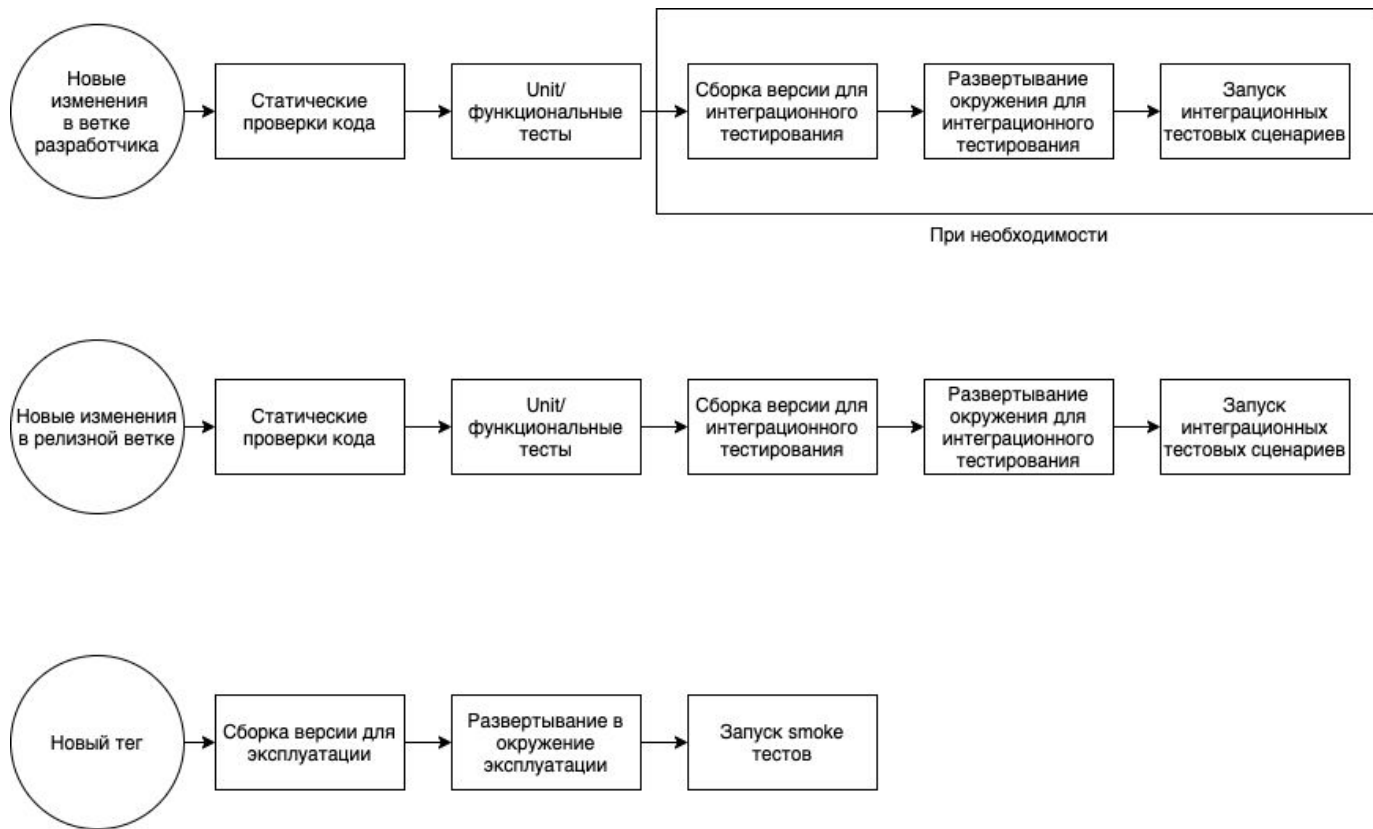 Новые
изменения
в ветке
разработчика
Статические
проверки кода
Unit/
функциональные
тесты
Сборка версии для
интеграционного
тестирования
Развертывание
окружения для
интеграционного
тестирования
Запуск
интеграционных
тестовых сценариев
При необходимости
Новые изменения
в релизной ветке
Статические
проверки кода
Unit/
функциональные
тесты
Сборка версии для
интеграционного
тестирования
Развертывание
окружения для
интеграционного
тестирования
Запуск
интеграционных
тестовых сценариев
Новый тег
Сборка версии для
эксплуатации
Развертывание в
окружение
эксплуатации
Запуск smoke
тестов